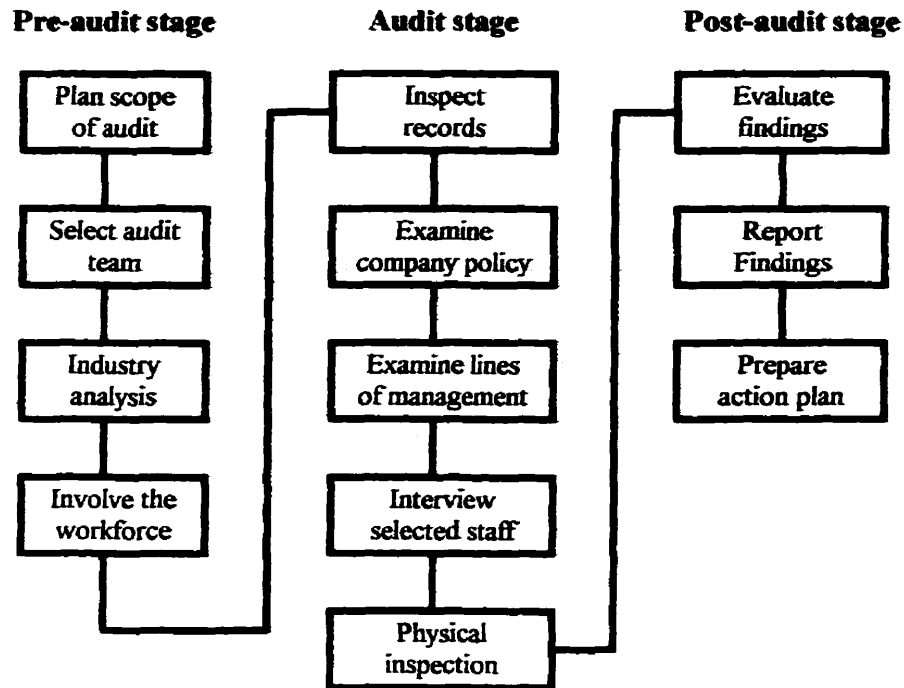 Pre-audit stage
Plan scope
of audit
Select audit
team
Industry
analysis
Involve the
workforce
Audit stage
Inspect
records
Examine
company policy
Examine lines
of management
Interview
selected staff
Physical
inspection
Post-audit stage
Evaluate
findings
Report
Findings
Prepare
action plan